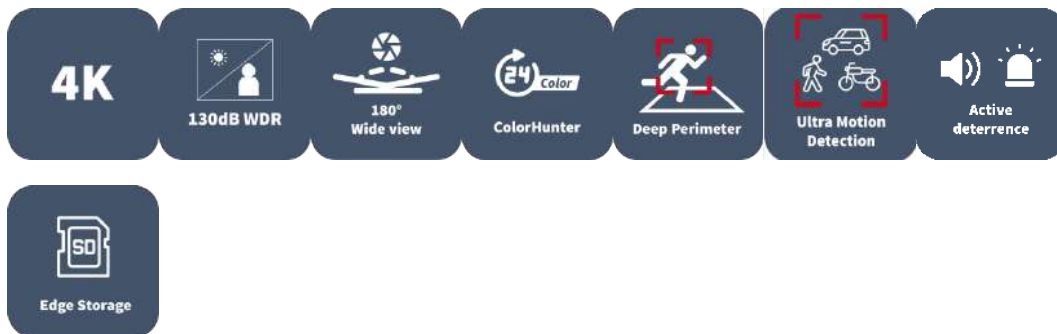 4K
130dB WDR
180°
Wide view
24 Color
ColorHunter
Deep Perimeter
Ultra Motion
Detection
Active
deterrence
SD
Edge Storage